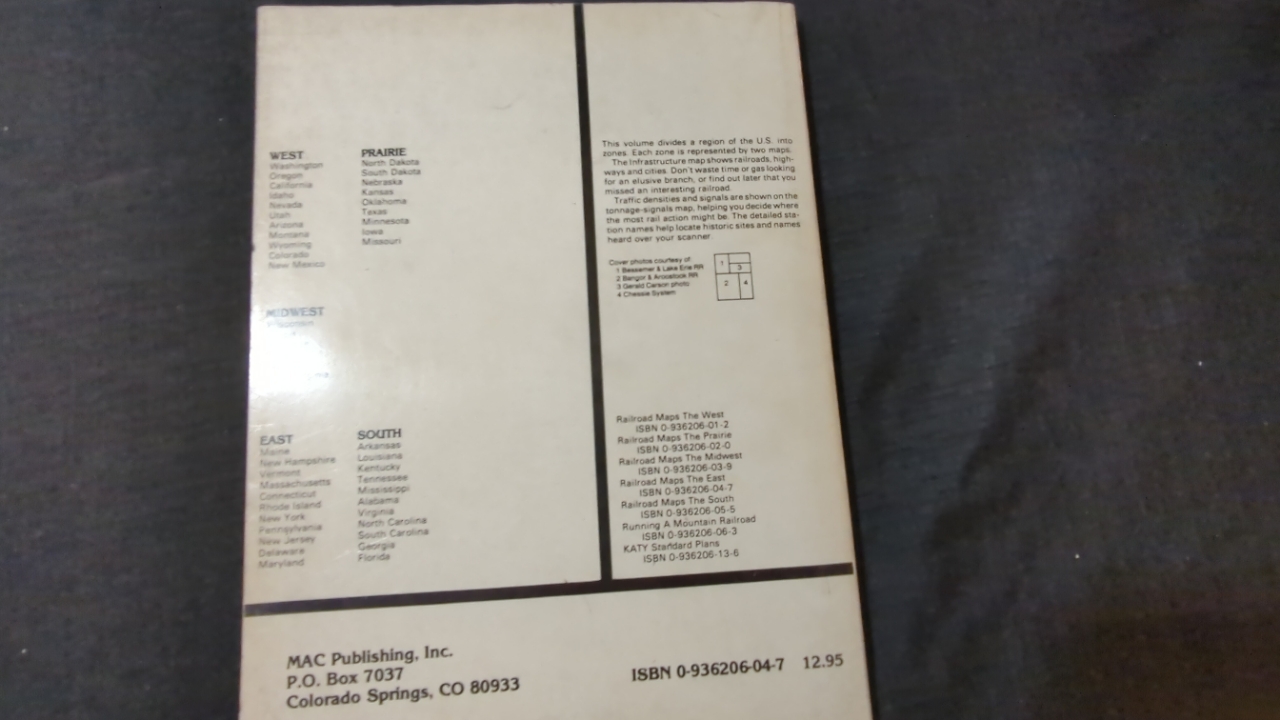 WEST
Washington
Oregon
California
Idaho
Nevada
Utah
Arizona
Montana
Wyoming
Colorado
New Mexico
PRAIRIE
North Dakota
South Dakota
Nebraska
Kansas
Oklahoma
Texas
Minnesota
Iowa
Missouri
MIDWEST
Wisconsin
EAST
Maine
New Hampshire
Vermont
Massachusetts
Connecticut
Rhode Island
New York
Pennsylvania
New Jersey
Delaware
Maryland
SOUTH
Arkansas
Louisiana
Kentucky
Tennessee
Mississippi
Alabama
Virginia
North Carolina
South Carolina
Georgia
Florida
This volume divides a region of the U.S. into
zones. Each zone is represented by two maps.
The Infrastructure map shows railroads, high-
ways and cities. Don't waste time or gas looking
for an elusive branch, or find out later that you
missed an interesting railroad.
Traffic densities and signals are shown on the
tonnage-signals map, helping you decide where
the most rail action might be. The detailed sta-
tion names help locate historic sites and names
heard over your scanner.
Cover photos courtesy of
1 Bessemer & Lake Erie RR
2 Bangor & Aroostook RR
3 Gerald Carson photo
4 Chessie System
1
3
2
4
Railroad Maps The West
ISBN 0-936206-01-2
Railroad Maps The Prairie
ISBN 0-936206-02-0
Railroad Maps The Midwest
ISBN 0-936206-03-9
Railroad Maps The East
ISBN 0-936206-04-7
Railroad Maps The South
ISBN 0-936206-05-5
Running A Mountain Railroad
ISBN 0-936206-06-3
KATY Standard Plans
ISBN 0-936206-13-6
MAC Publishing, Inc.
P.O. Box 7037
Colorado Springs, CO 80933
ISBN 0-936206-04-7 12.95